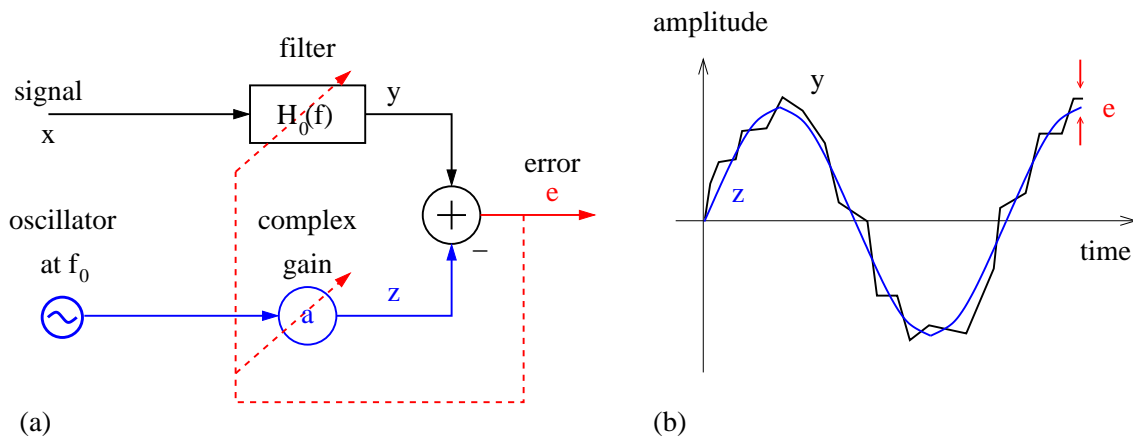 filter
signal
x
H₀(f)
y
error
e
oscillator
at f₀
complex
gain
a
z
+
−
(a)
amplitude
y
e
z
time
(b)